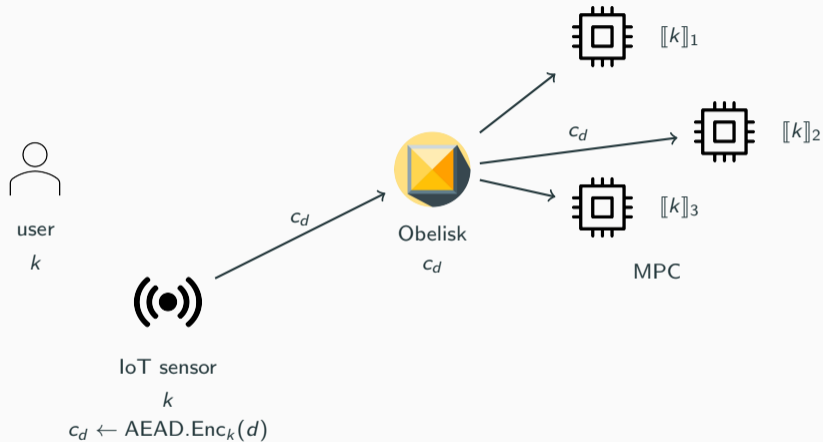 ⟦k⟧₁
c_d
⟦k⟧₂
user
k
c_d
Obelisk
c_d
⟦k⟧₃
MPC
IoT sensor
k
c_d ← AEAD.Enc_k(d)